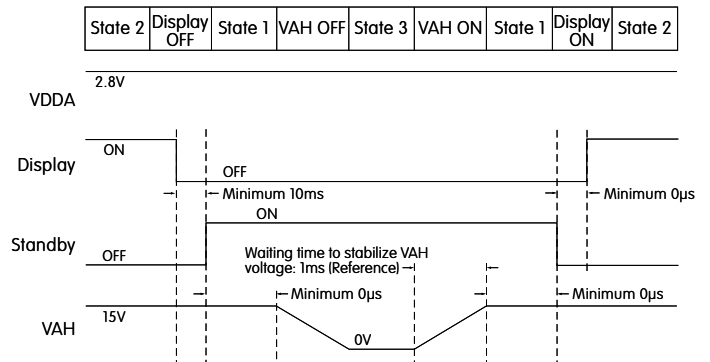 State 2 Display OFF State 1 VAH OFF State 3 VAH ON State 1 Display ON State 2
2.8V
VDDA
ON
Display
OFF
Minimum 10ms
Minimum 0μs
ON
Standby
OFF
Waiting time to stabilize VAH
voltage: 1ms (Reference)
Minimum 0μs
Minimum 0μs
15V
VAH
0V